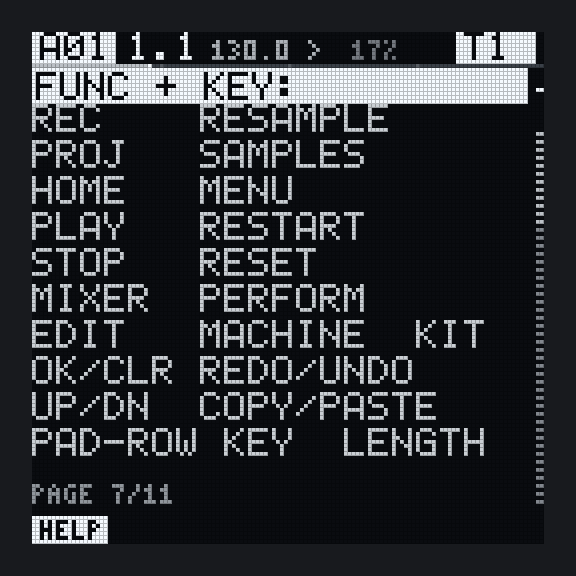 A01 1.1 130.0 > 17% T1
FUNC + KEY:
REC RESAMPLE
PROJ SAMPLES
HOME MENU
PLAY RESTART
STOP RESET
MIXER PERFORM
EDIT MACHINE KIT
OK/CLR REDO/UNDO
UP/DN COPY/PASTE
PAD-ROW KEY LENGTH
PAGE 7/11
HELP